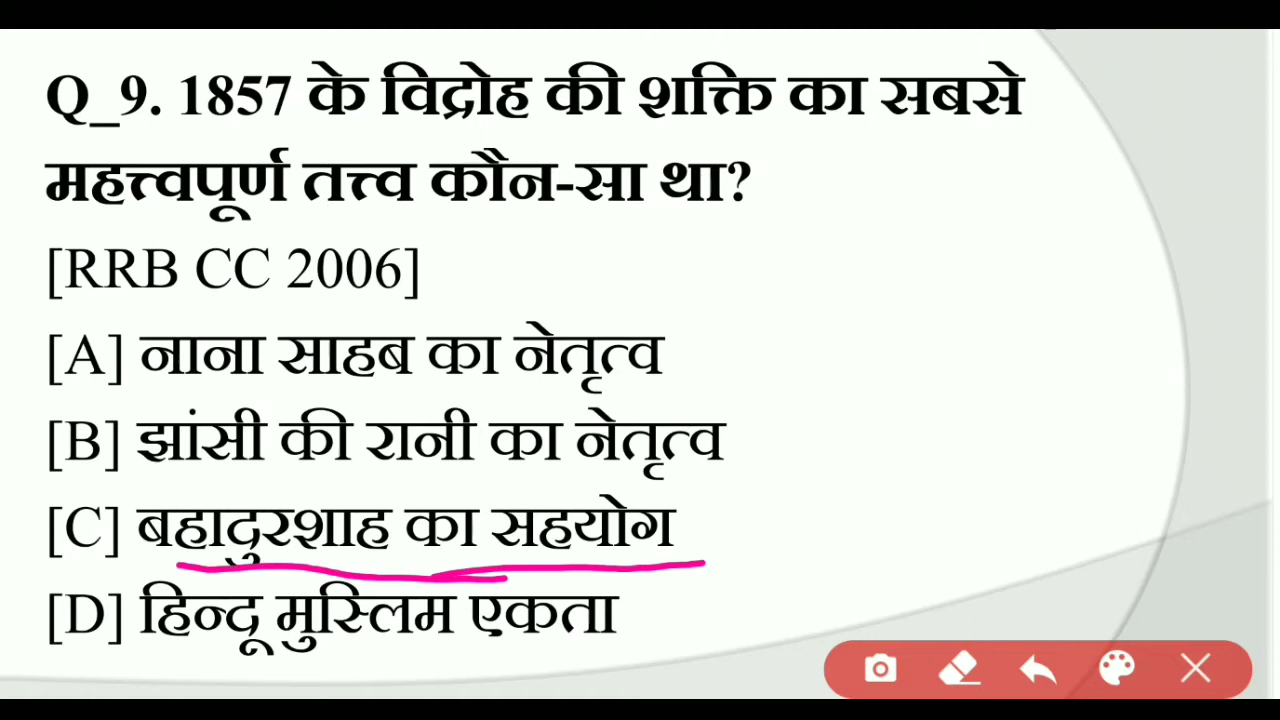 Q_9. 1857 के विद्रोह की शक्ति का सबसे
महत्त्वपूर्ण तत्त्व कौन-सा था?
[RRB CC 2006]
[A] नाना साहब का नेतृत्व
[B] झांसी की रानी का नेतृत्व
[C] बहादुरशाह का सहयोग
[D] हिन्दू मुस्लिम एकता